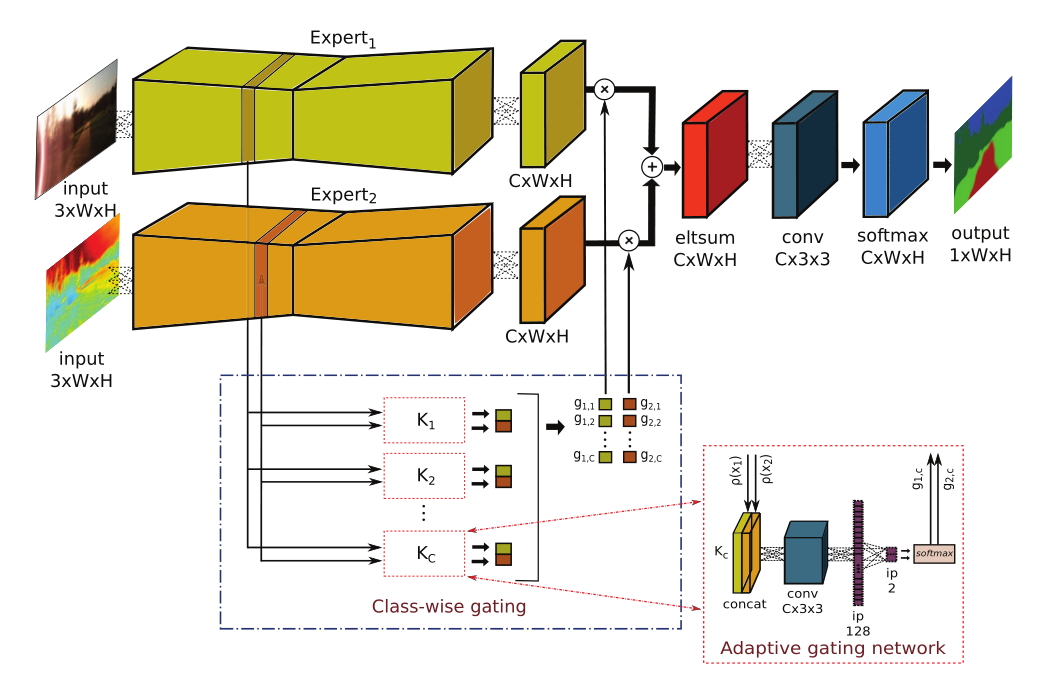 Expert1
input
3xWxH
CxWxH
×
+
eltsum
CxWxH
conv
Cx3x3
softmax
CxWxH
output
1xWxH
Expert2
input
3xWxH
CxWxH
×
K1
K2
⋮
KC
g1,1
g1,2
⋮
g1,C
g2,1
g2,2
⋮
g2,C
Class-wise gating
ρ(x1)
ρ(x2)
Kc
concat
conv
Cx3x3
ip
128
ip
2
softmax
g1,c
g2,c
Adaptive gating network